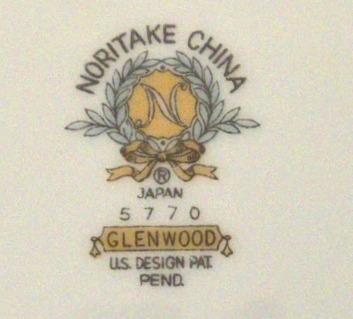 NORITAKE CHINA
N
®
JAPAN
5770
GLENWOOD
U.S. DESIGN PAT.
PEND.